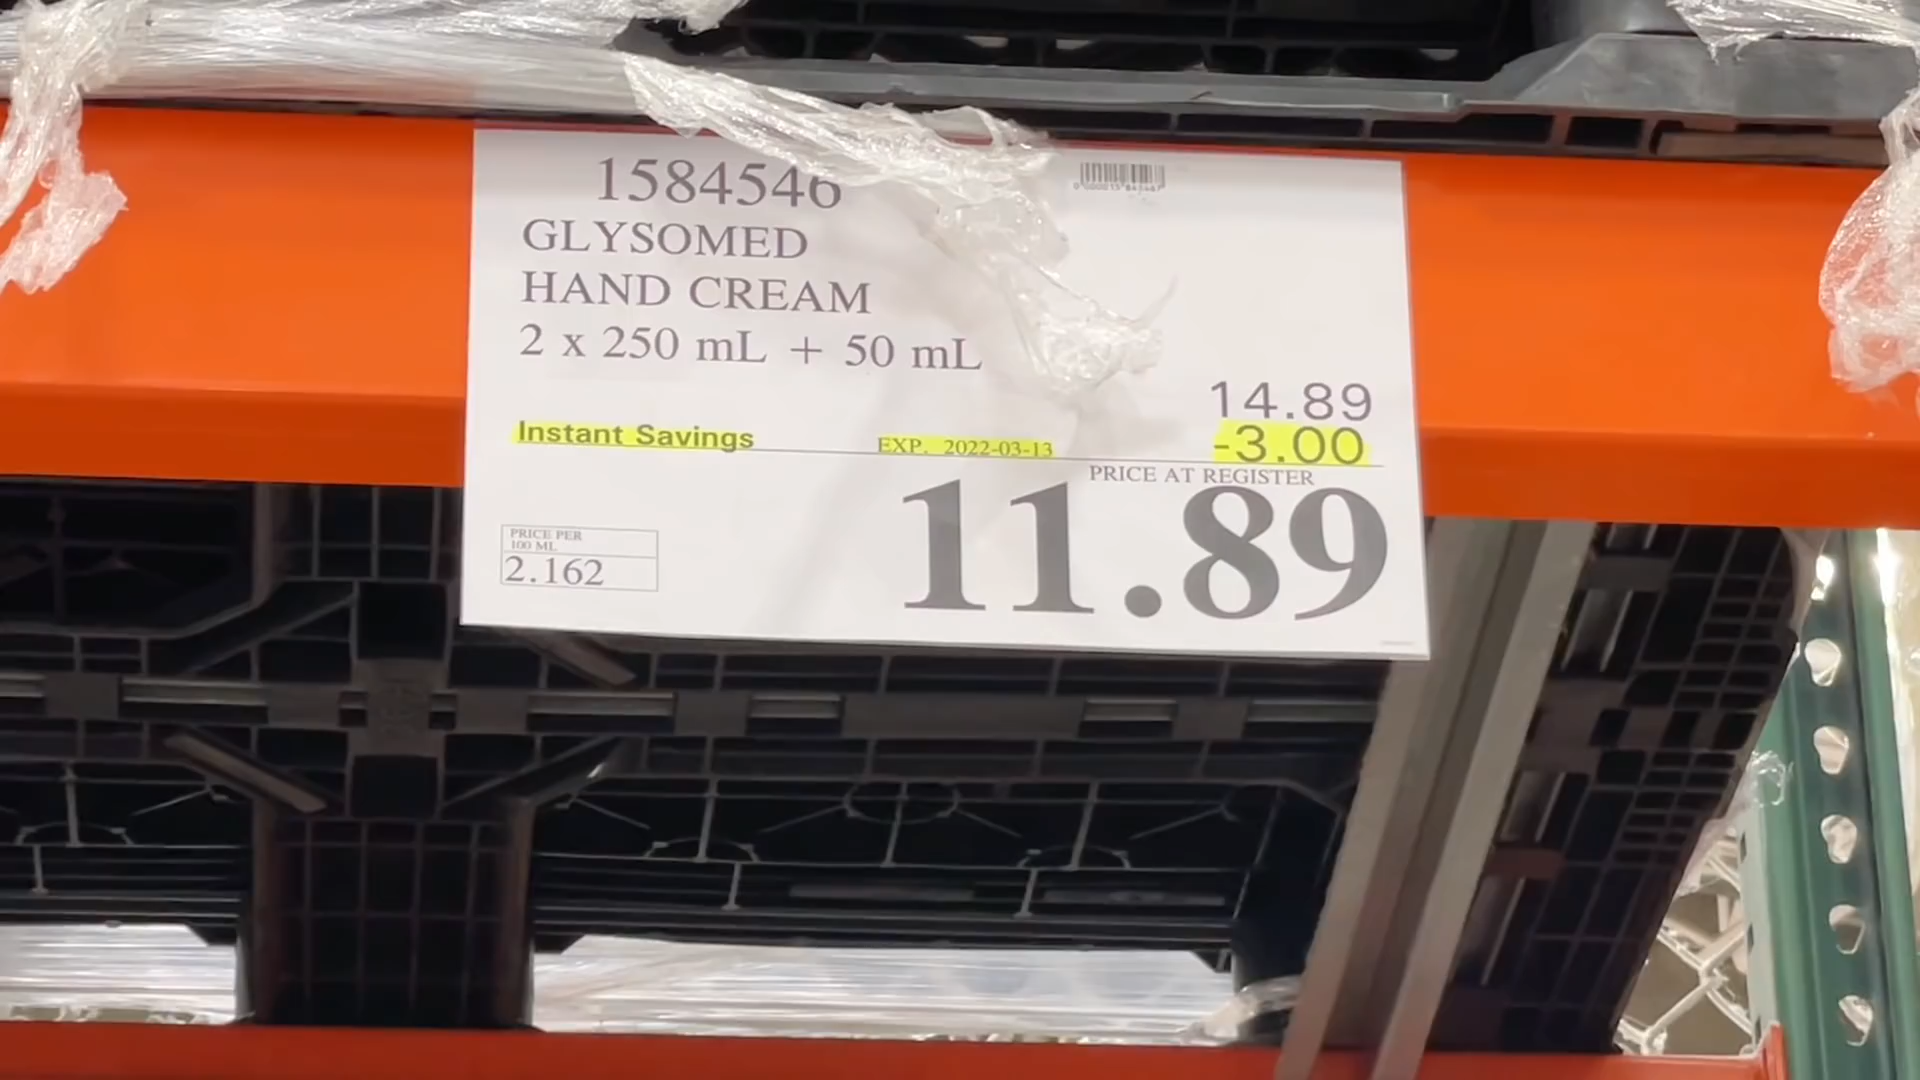 1584546
GLYSOMED
HAND CREAM
2 x 250 mL + 50 mL
14.89
Instant Savings EXP. 2022-03-13 -3.00
PRICE AT REGISTER
11.89
PRICE PER
100 ML
2.162